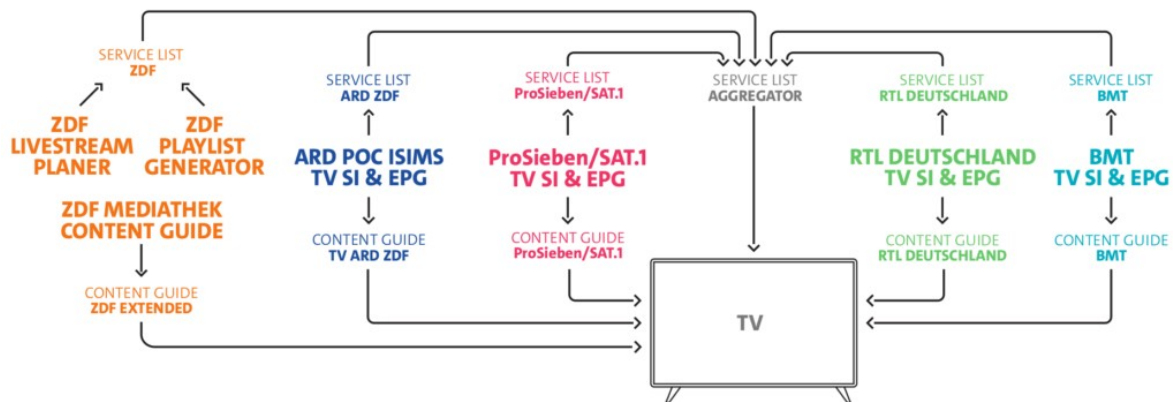 SERVICE LIST
ZDF
ZDF
LIVESTREAM
PLANER
ZDF
PLAYLIST
GENERATOR
ZDF MEDIATHEK
CONTENT GUIDE
CONTENT GUIDE
ZDF EXTENDED
SERVICE LIST
ARD ZDF
ARD POC ISIMS
TV SI & EPG
CONTENT GUIDE
TV ARD ZDF
SERVICE LIST
ProSieben/SAT.1
ProSieben/SAT.1
TV SI & EPG
CONTENT GUIDE
ProSieben/SAT.1
SERVICE LIST
AGGREGATOR
TV
SERVICE LIST
RTL DEUTSCHLAND
RTL DEUTSCHLAND
TV SI & EPG
CONTENT GUIDE
RTL DEUTSCHLAND
SERVICE LIST
BMT
BMT
TV SI & EPG
CONTENT GUIDE
BMT